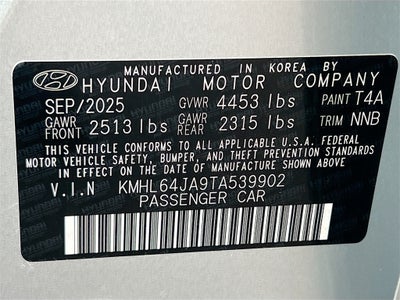 MANUFACTURED IN KOREA BY
HYUNDAI MOTOR COMPANY
SEP/2025 GVWR 4453 lbs PAINT T4A
GAWR FRONT 2513 lbs GAWR REAR 2315 lbs TRIM NNB
THIS VEHICLE CONFORMS TO ALL APPLICABLE U.S.A. FEDERAL
MOTOR VEHICLE SAFETY, BUMPER, AND THEFT PREVENTION STANDARDS
IN EFFECT ON THE DATE OF MANUFACTURE SHOWN ABOVE.
V.I.N KMHL64JA9TA539902
PASSENGER CAR